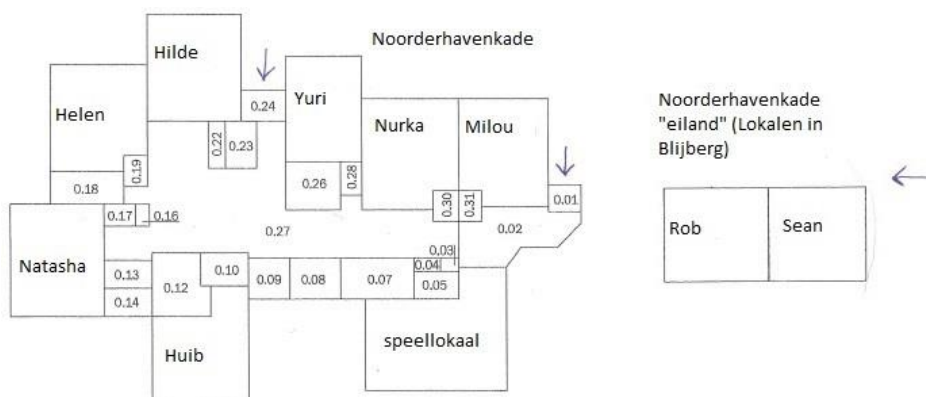 Hilde
Noorderhavenkade
Helen
0.24
Yuri
Nurka
Milou
Noorderhavenkade
"eiland" (Lokalen in
Blijberg)
0.22
0.23
0.19
0.18
0.26
0.28
0.30
0.31
0.01
0.17
0.16
0.27
0.02
Rob
Sean
Natasha
0.13
0.14
0.12
0.10
0.09
0.08
0.07
0.03
0.04
0.05
Huib
speellokaal